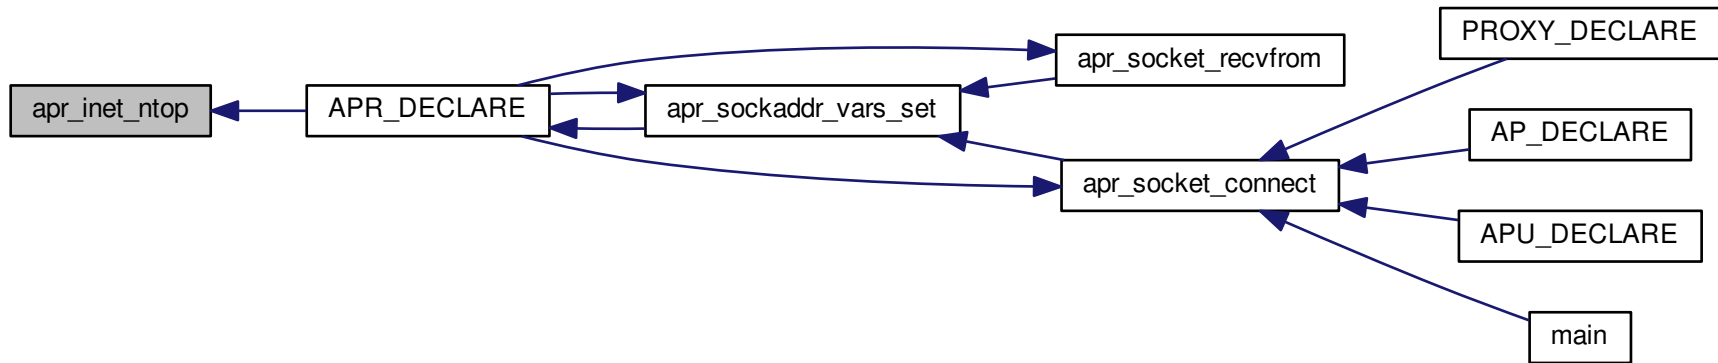 apr_inet_ntop
APR_DECLARE
apr_sockaddr_vars_set
apr_socket_recvfrom
apr_socket_connect
PROXY_DECLARE
AP_DECLARE
APU_DECLARE
main